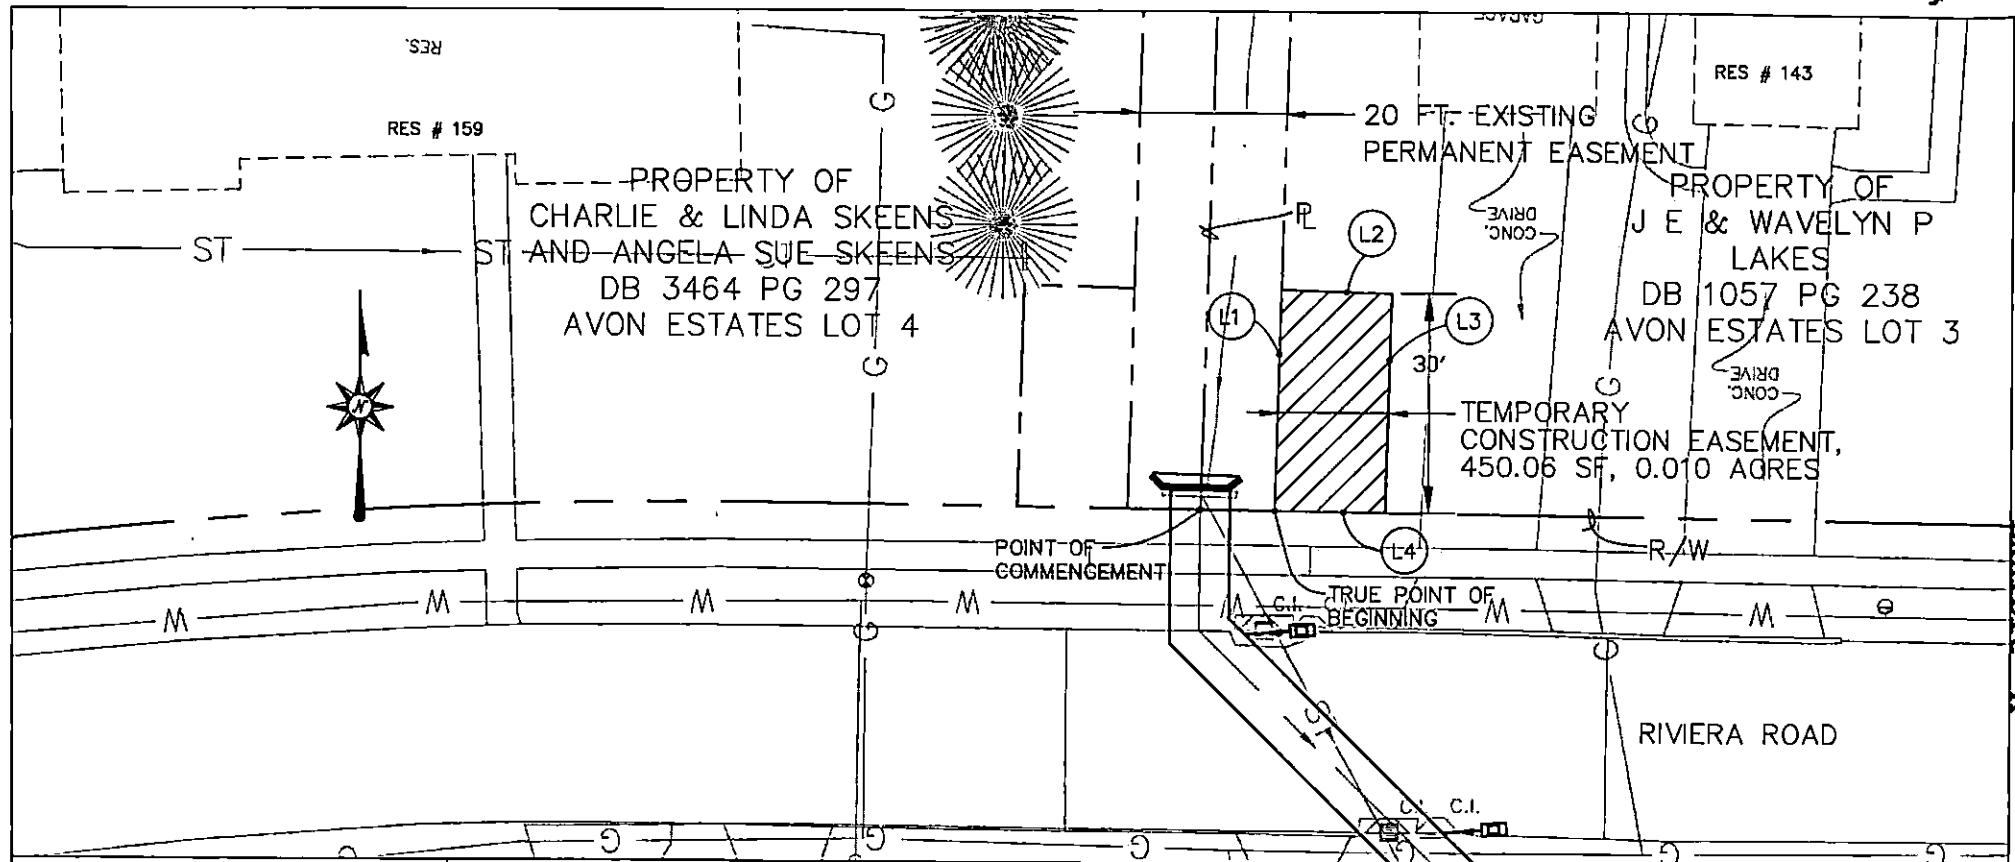 RES.
RES # 159
GARAGE
RES # 143
G
G
20 FT. EXISTING
PERMANENT EASEMENT
PROPERTY OF
CHARLIE & LINDA SKEENS
AND ANGELA SUE SKEENS
DB 3464 PG 297
AVON ESTATES LOT 4
ST
ST
PL
L2
CONC.
DRIVE
PROPERTY OF
J E & WAVELYN P
LAKES
DB 1057 PG 238
AVON ESTATES LOT 3
L1
L3
30'
G
G
CONC.
DRIVE
N
TEMPORARY
CONSTRUCTION EASEMENT,
450.06 SF, 0.010 ACRES
POINT OF
COMMENCEMENT
L4
R/W
TRUE POINT OF
BEGINNING
W
W
W
W
W
W
W
C.I.
G
G
ST
RIVIERA ROAD
C.I.
C.I.
G
G
G
G
G
G